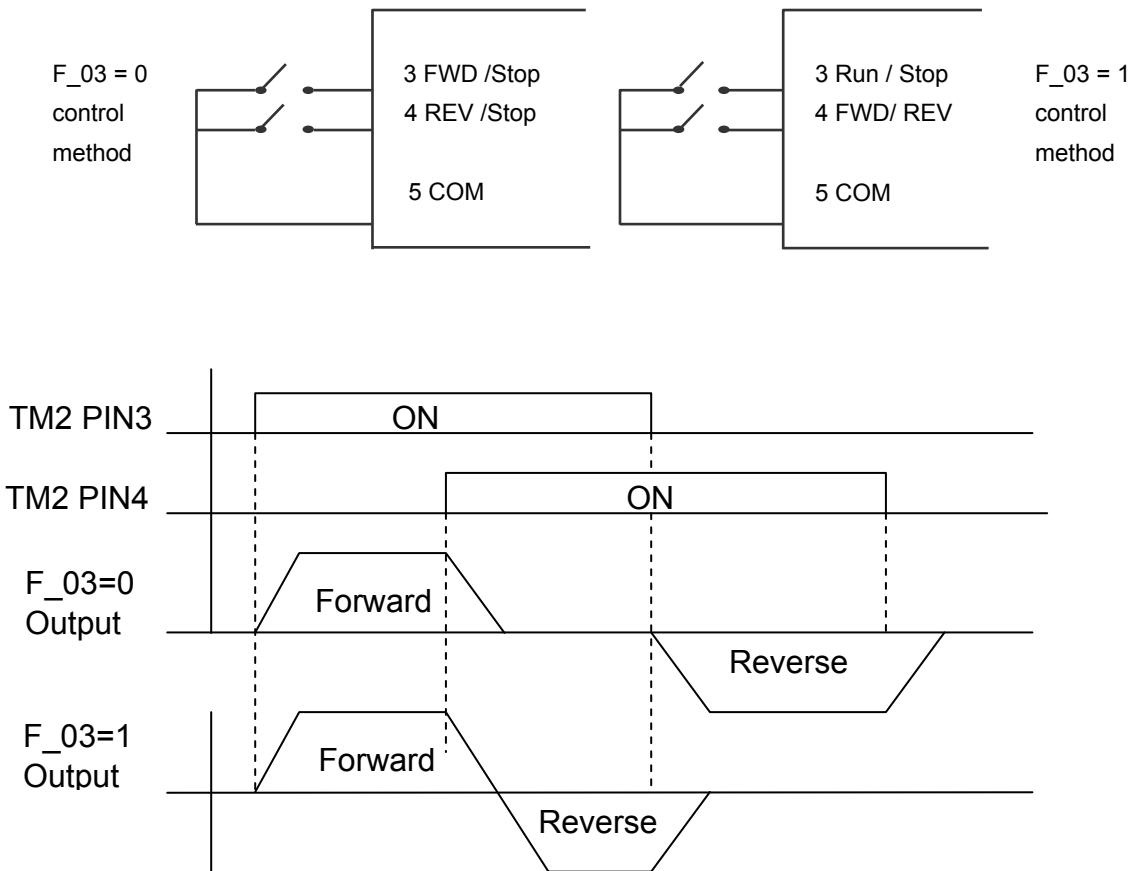 F_03 = 0
control
method
3 FWD /Stop
4 REV /Stop
5 COM
3 Run / Stop
4 FWD/ REV
5 COM
F_03 = 1
control
method
TM2 PIN3
ON
TM2 PIN4
ON
F_03=0
Output
Forward
Reverse
F_03=1
Output
Forward
Reverse